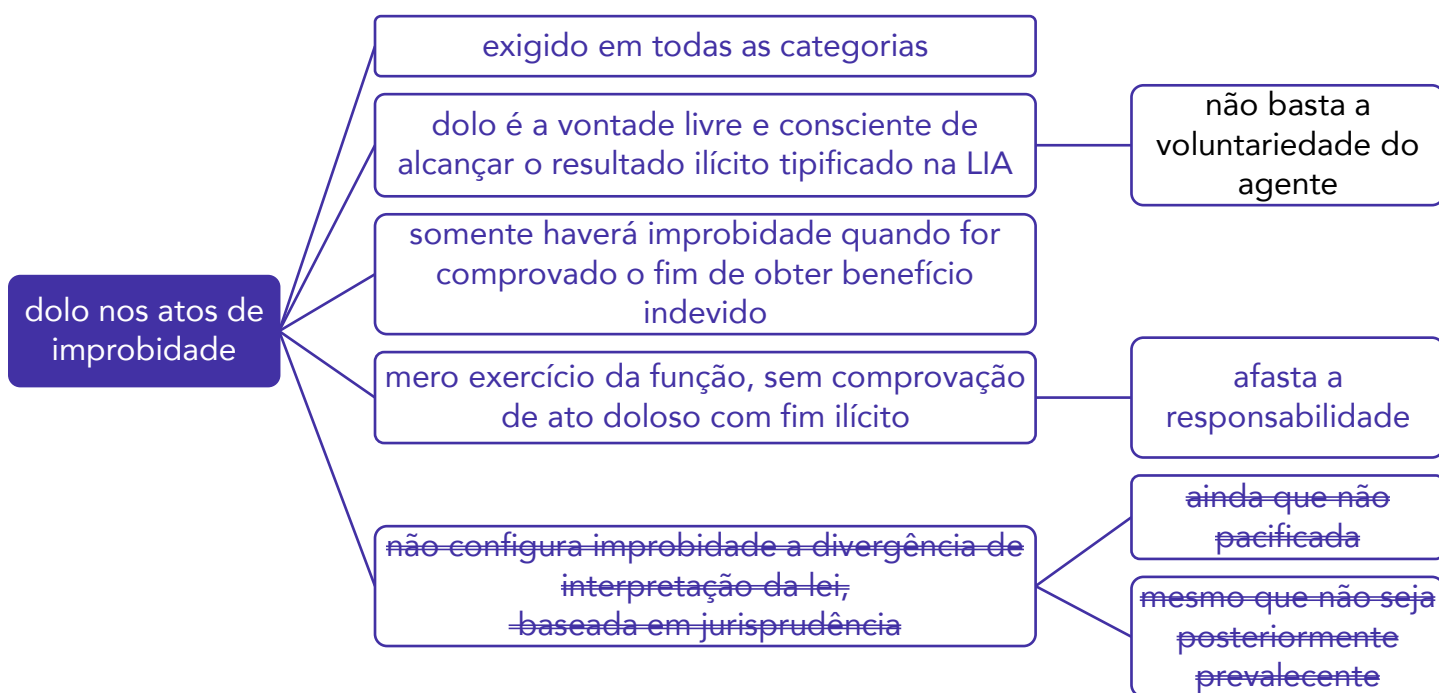 exigido em todas as categorias
dolo é a vontade livre e consciente de
alcançar o resultado ilícito tipificado na LIA
não basta a
voluntariedade do
agente
somente haverá improbidade quando for
comprovado o fim de obter benefício
indevido
dolo nos atos de
improbidade
mero exercício da função, sem comprovação
de ato doloso com fim ilícito
afasta a
responsabilidade
não configura improbidade a divergência de
interpretação da lei,
baseada em jurisprudência
ainda que não
pacificada
mesmo que não seja
posteriormente
prevalecente